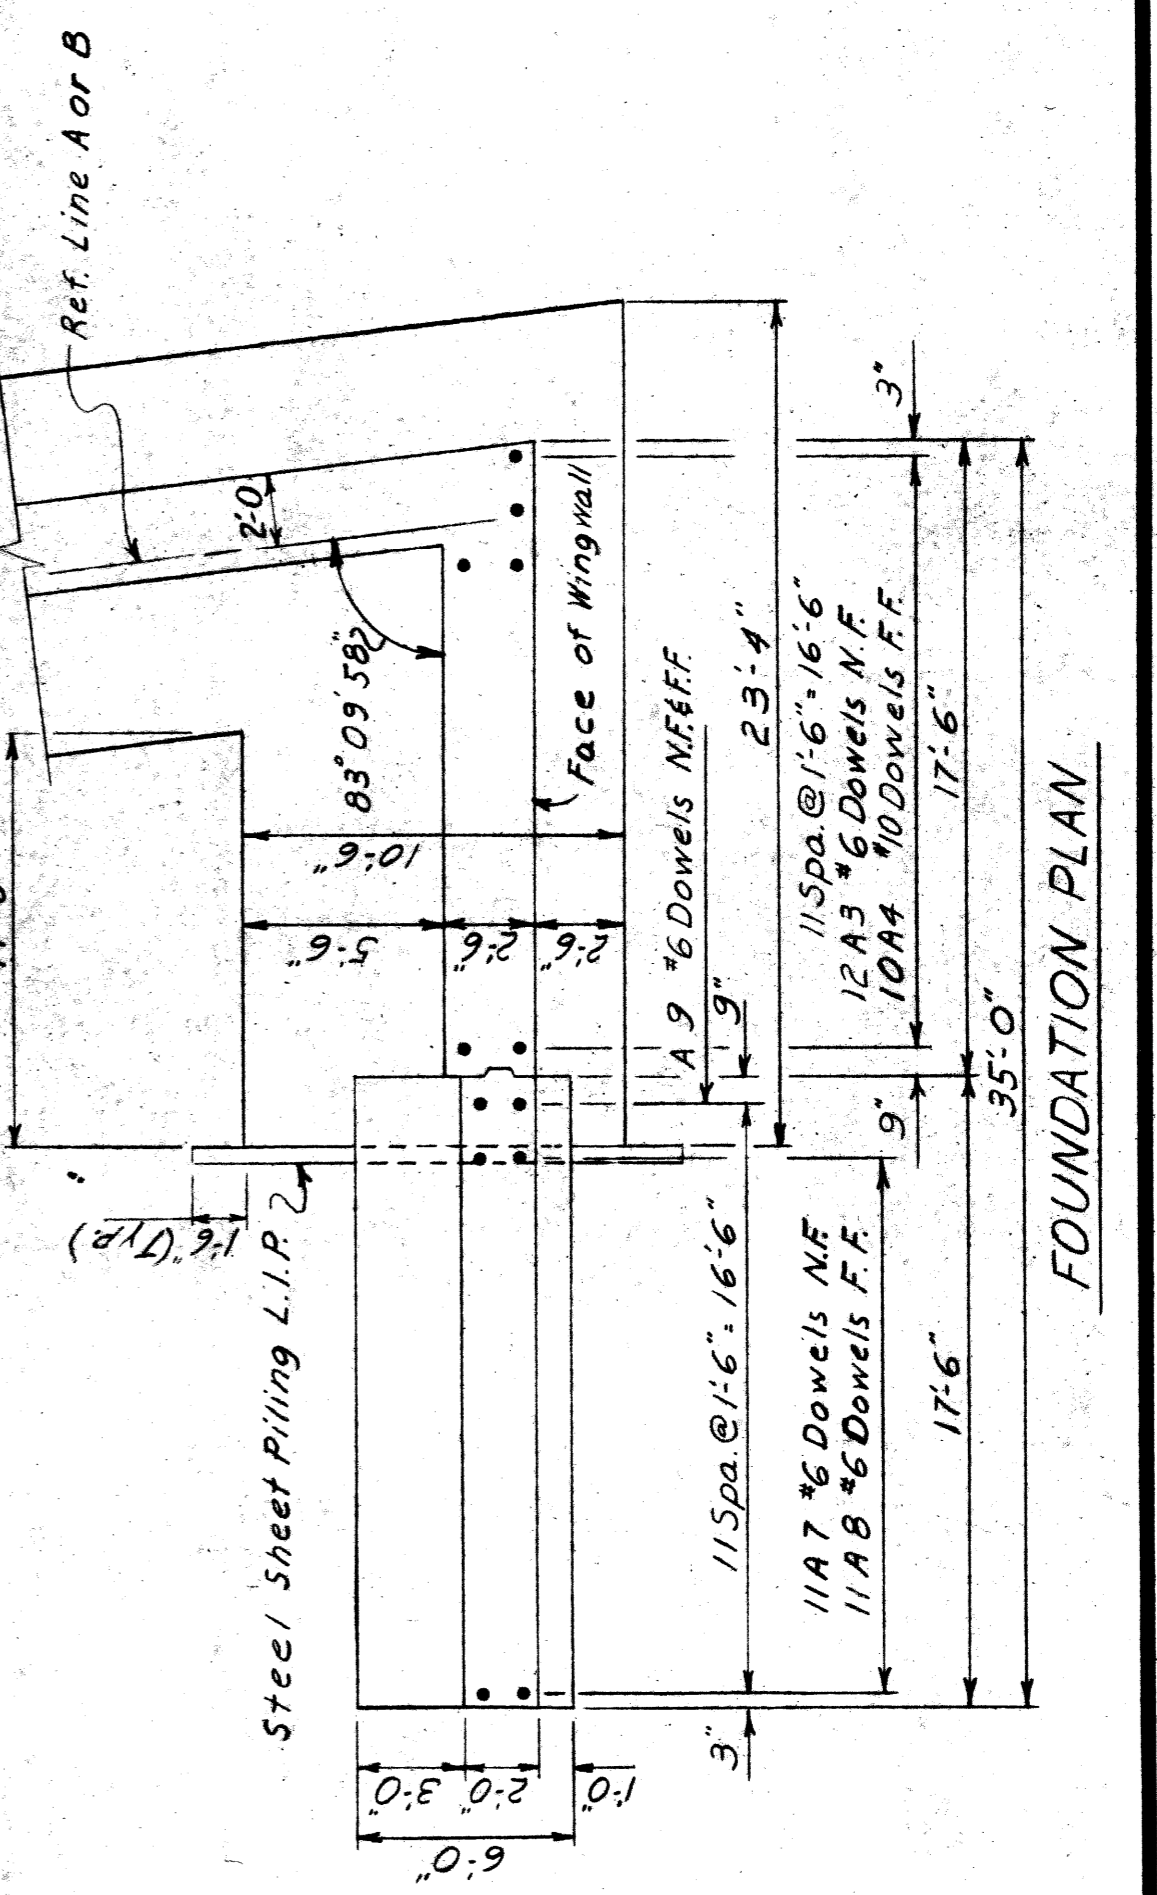 Ref. Line A or B
2'-0
83° 09' 58"
10'-6"
5'-6"
2'-6"
2'-6"
Face of Wingwall
1'-6" (Typ.)
Steel Sheet Piling L.I.P.
3'-0"
2'-0"
1'-0"
6'-0"
A9 #6 Dowels N.F.&F.F.
9"
23'-4"
3"
11 Spa.@1'-6"=16'-6"
11 Spa.@1'-6"=16'-6"
12 A3 #6 Dowels N.F.
10A4 #10 Dowels F.F.
3"
11 A7 #6 Dowels N.F.
11 A8 #6 Dowels F.F.
9"
17'-6"
17'-6"
35'-0"
FOUNDATION PLAN